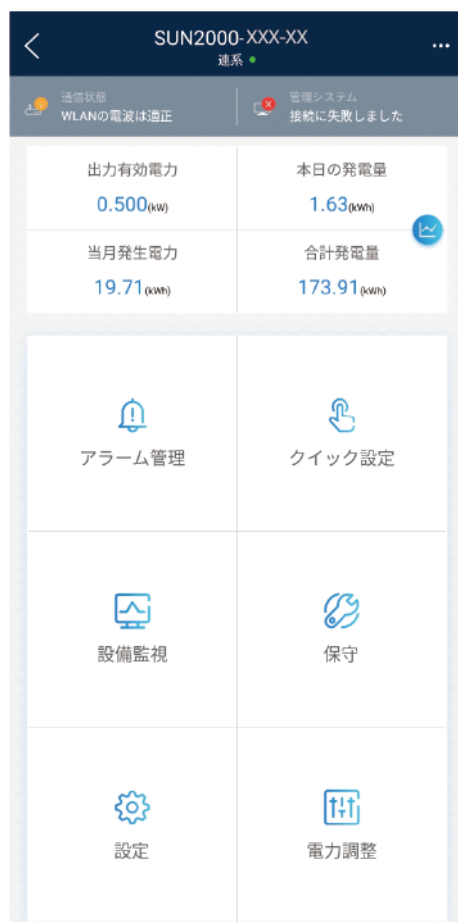 SUN2000-XXX-XX
連系
通信状態
WLANの電波は適正
管理システム
接続に失敗しました
出力有効電力
0.500(kW)
本日の発電量
1.63(kWh)
当月発生電力
19.71(kWh)
合計発電量
173.91(kWh)
アラーム管理
クイック設定
設備監視
保守
設定
電力調整